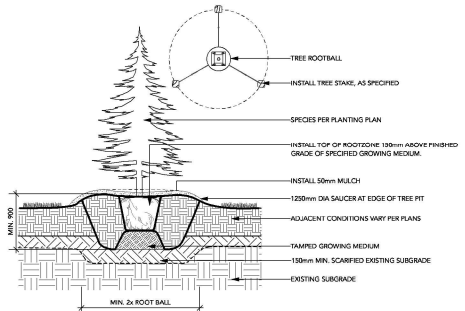 TREE ROOTBALL
INSTALL TREE STAKE, AS SPECIFIED
SPECIES PER PLANTING PLAN
INSTALL TOP OF ROOTZONE 150mm ABOVE FINISHED
GRADE OF SPECIFIED GROWING MEDIUM.
INSTALL 50mm MULCH
1250mm DIA SAUCER AT EDGE OF TREE PIT
ADJACENT CONDITIONS VARY PER PLANS
TAMPED GROWING MEDIUM
150mm MIN. SCARIFIED EXISTING SUBGRADE
EXISTING SUBGRADE
MIN. 900
MIN. 2x ROOT BALL